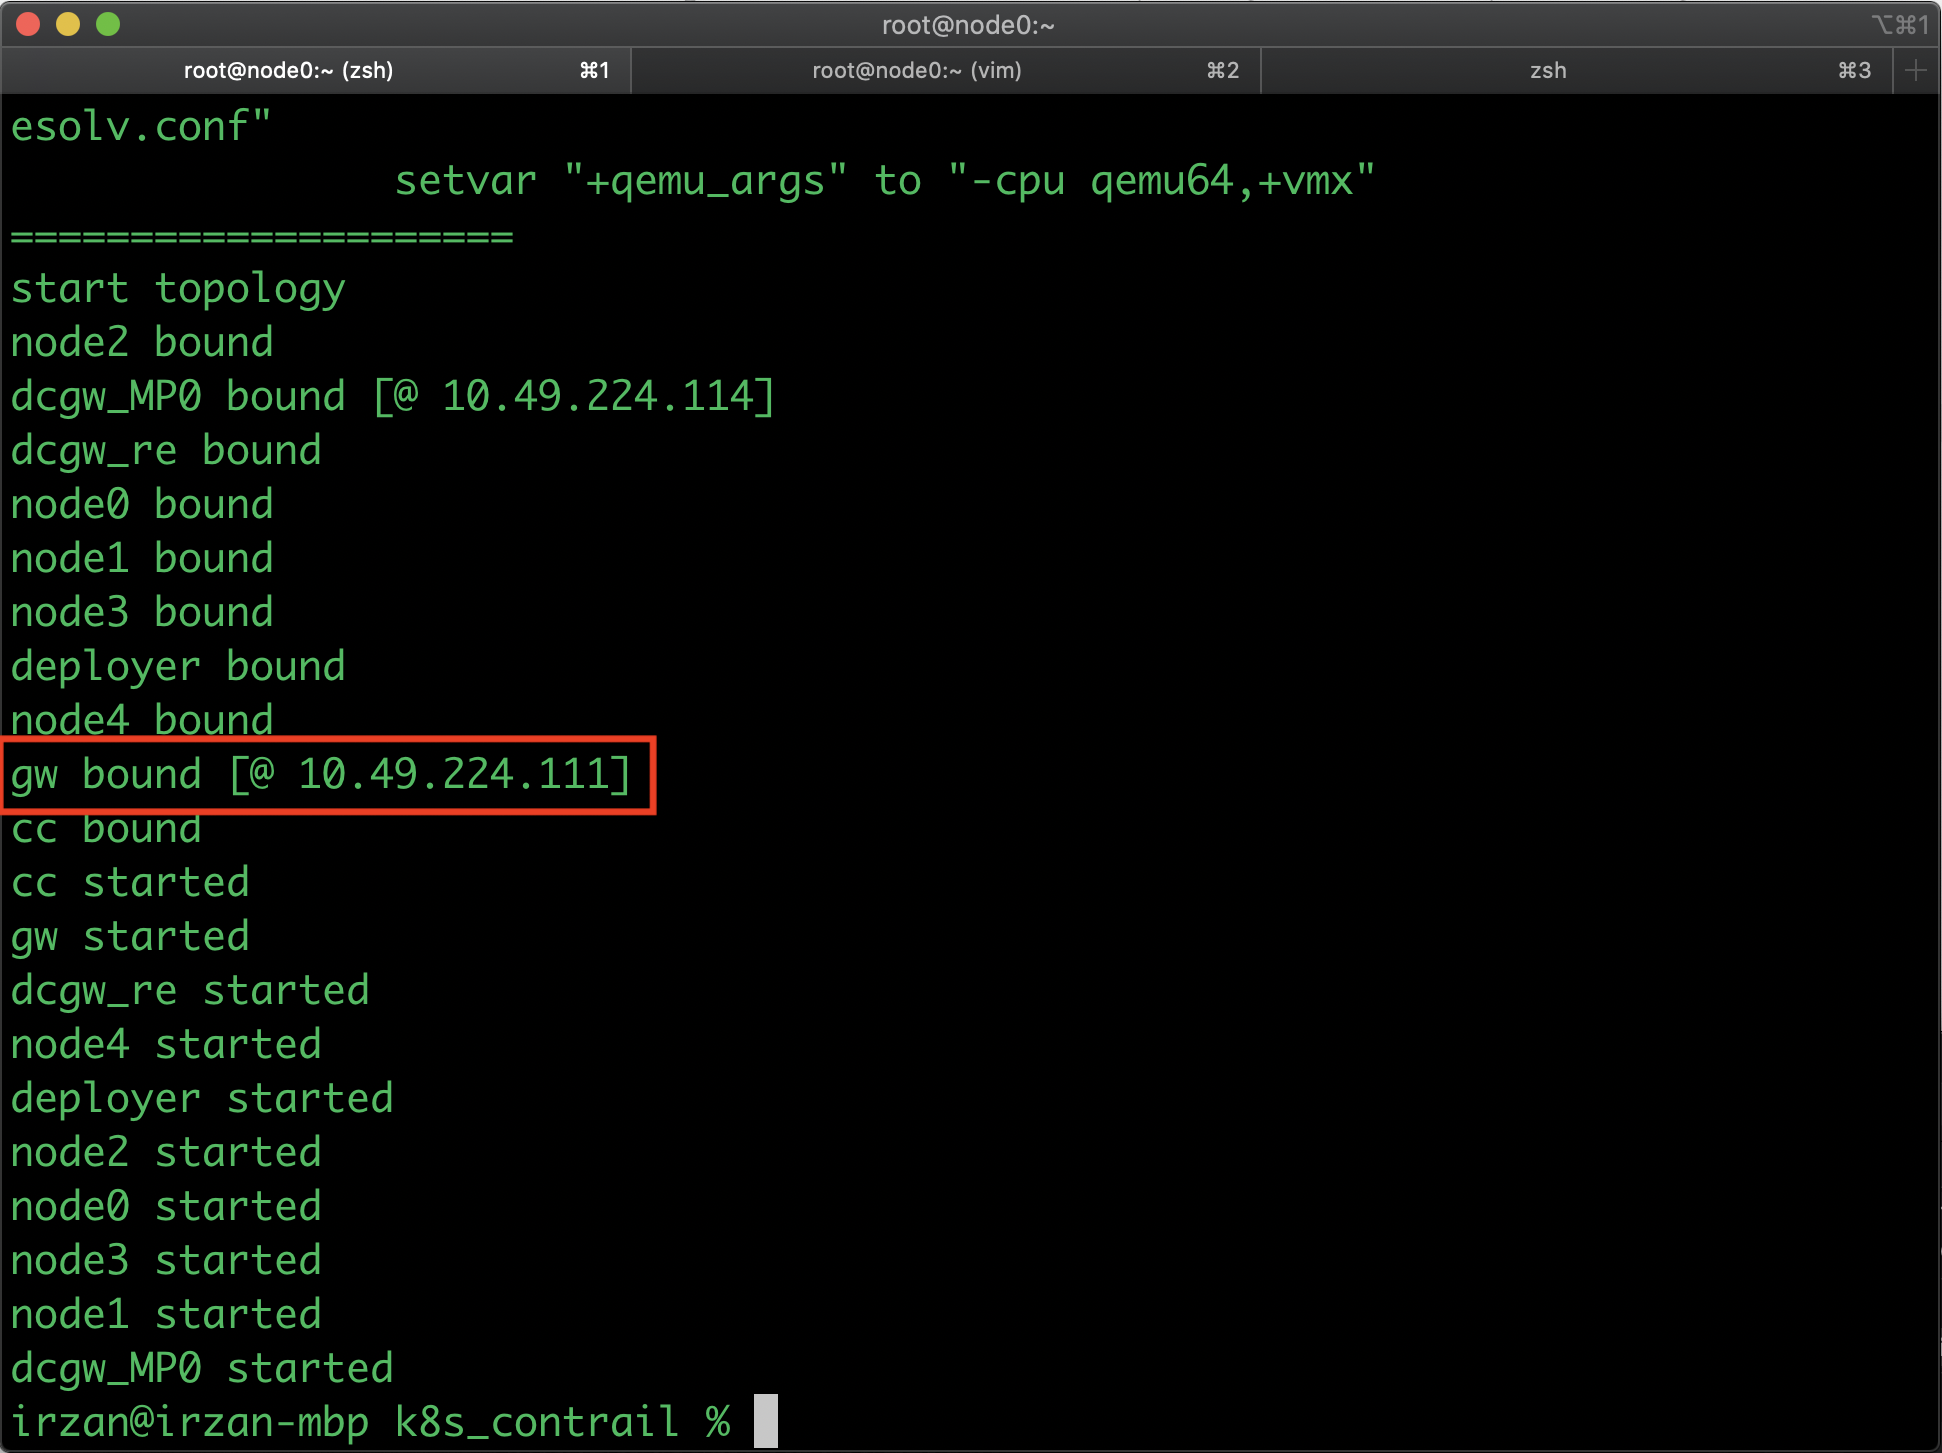 root@node0:~
⌥⌘1
root@node0:~ (zsh) ⌘1 root@node0:~ (vim) ⌘2 zsh ⌘3 +
esolv.conf"
setvar "+qemu_args" to "-cpu qemu64,+vmx"
=====================
start topology
node2 bound
dcgw_MP0 bound [@ 10.49.224.114]
dcgw_re bound
node0 bound
node1 bound
node3 bound
deployer bound
node4 bound
gw bound [@ 10.49.224.111]
cc bound
cc started
gw started
dcgw_re started
node4 started
deployer started
node2 started
node0 started
node3 started
node1 started
dcgw_MP0 started
irzan@irzan-mbp k8s_contrail %